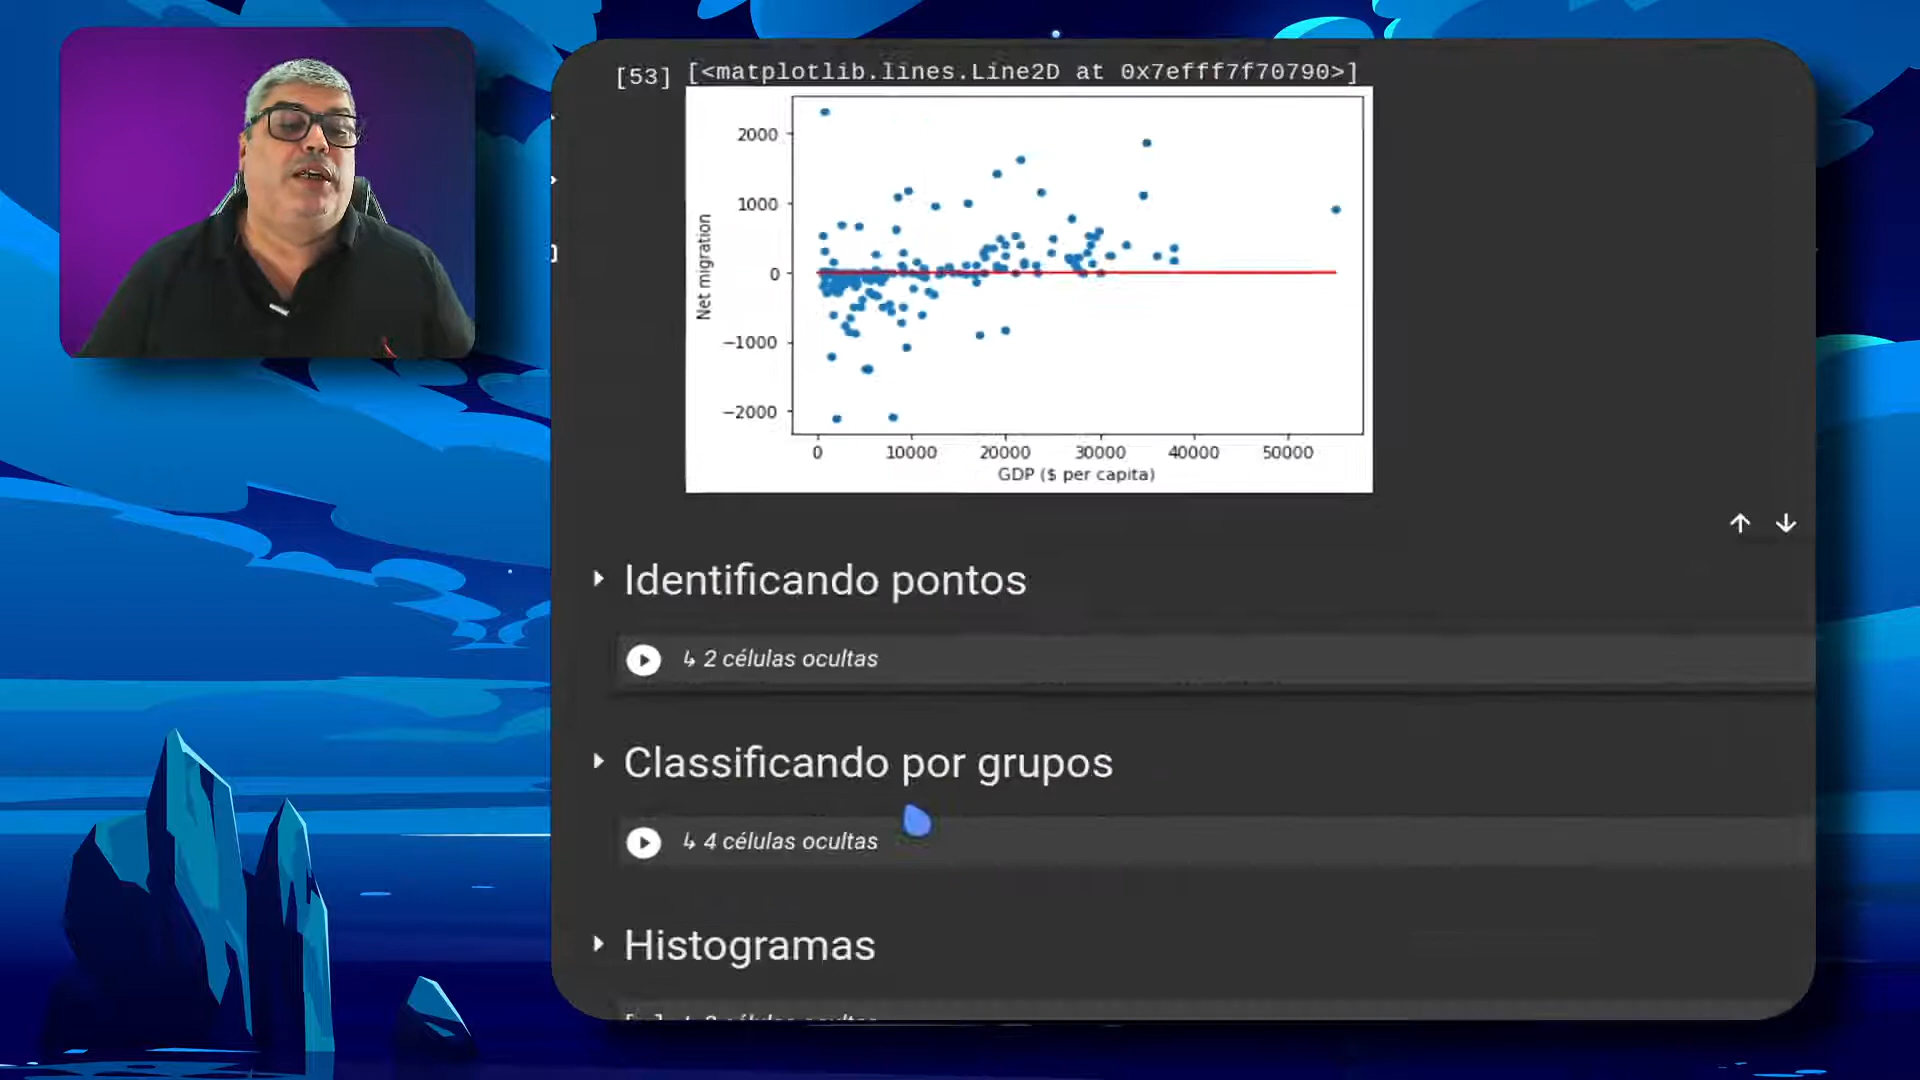 [53] [<matplotlib.lines.Line2D at 0x7efff7f70790>]
2000
1000
0
−1000
−2000
Net migration
0 10000 20000 30000 40000 50000
GDP ($ per capita)
Identificando pontos
↳ 2 células ocultas
Classificando por grupos
↳ 4 células ocultas
Histogramas